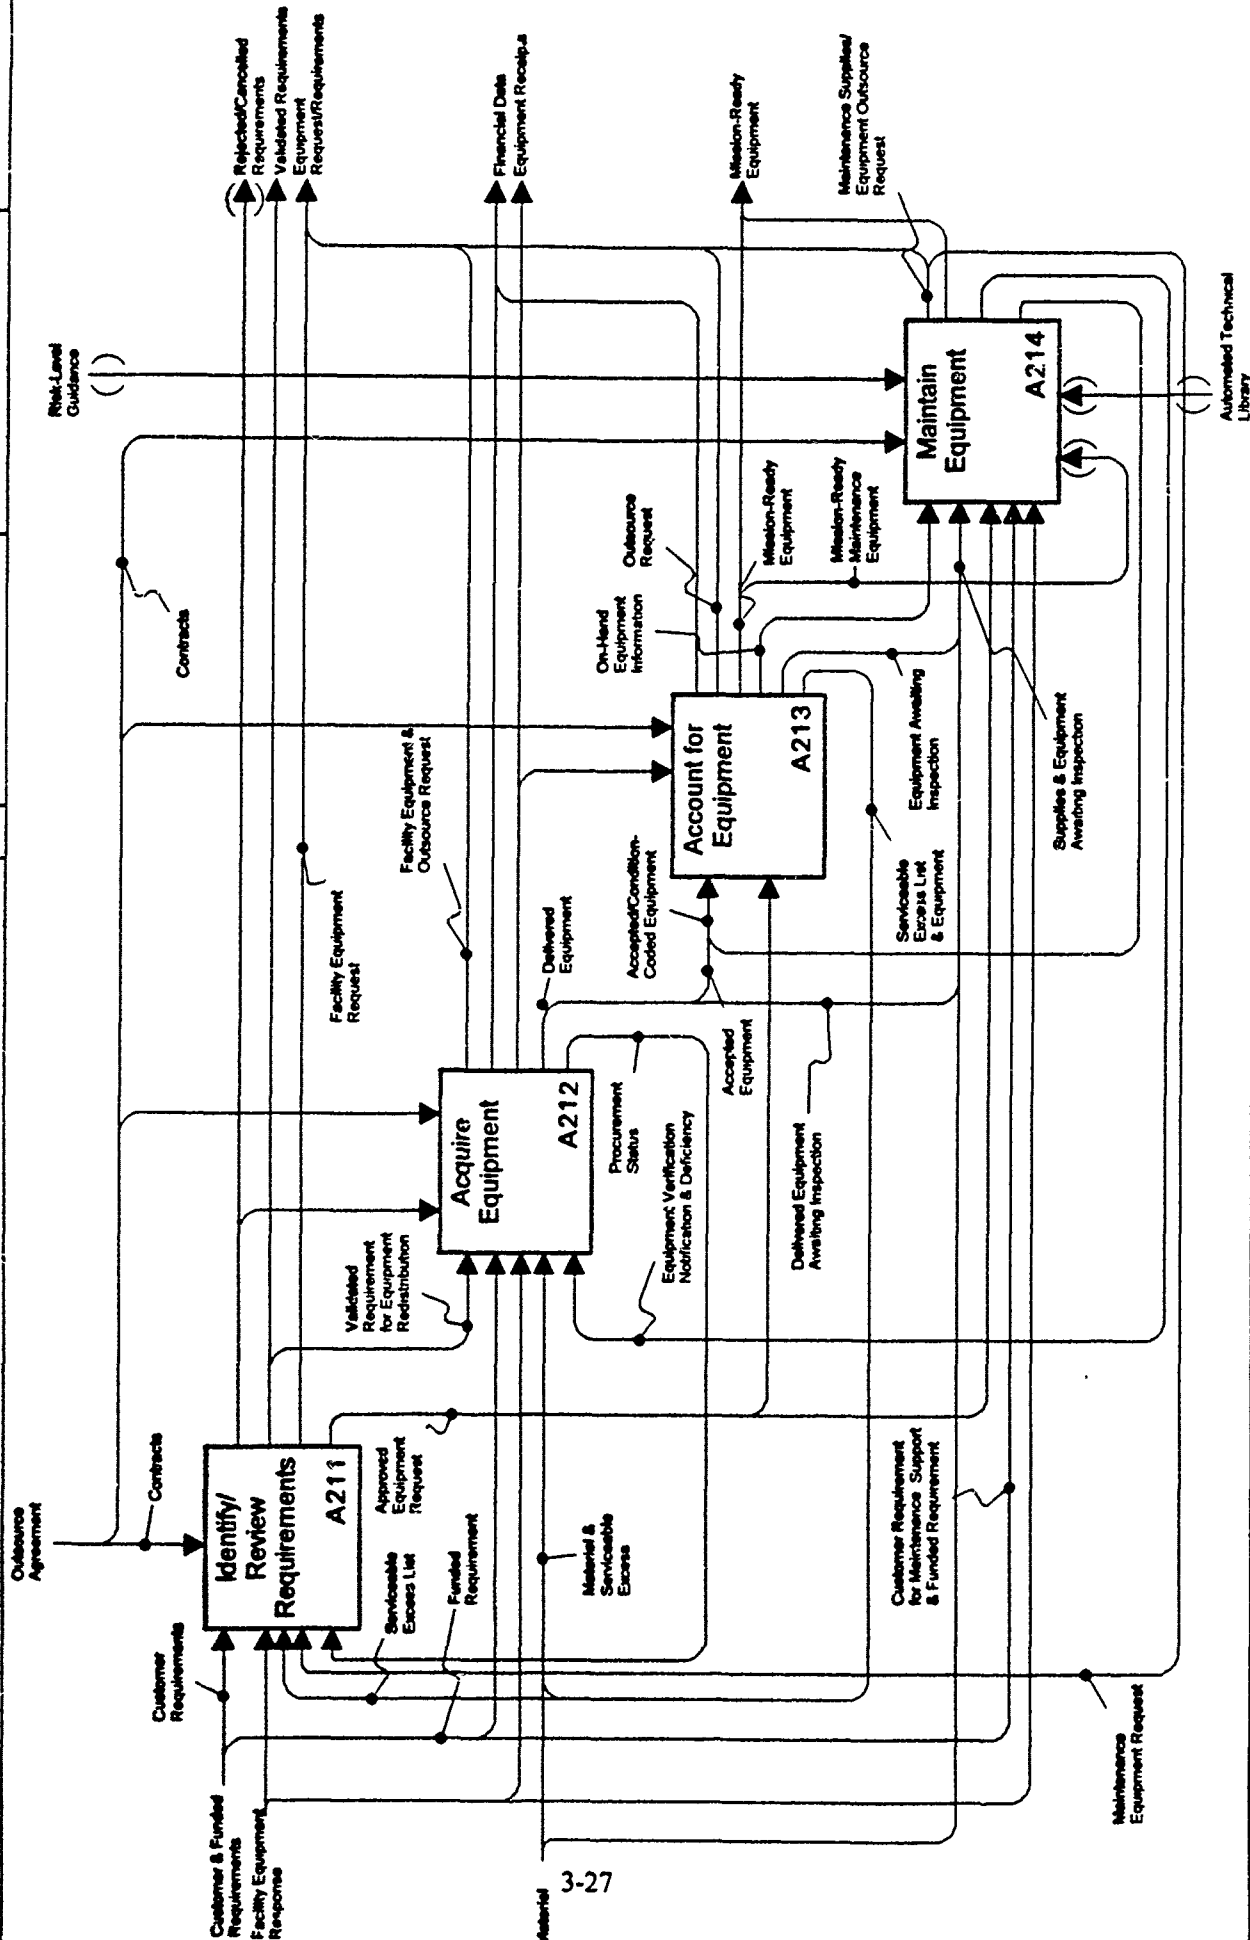 Outsource
Agreement
Contracts
Customer
Requirements
Customer & Funded
Requirements
Facility Equipment
Response
Material
Identify/
Review
Requirements
A211
Serviceable
Excess List
Funded
Requirement
Approved
Equipment
Request
Material &
Serviceable
Excess
Validated
Requirement
for Equipment
Redistribution
Acquire
Equipment
A212
Procurement
Status
Equipment Verification
Notification & Deficiency
Facility Equipment
Request
Facility Equipment &
Outsource Request
Delivered
Equipment
Accepted
Equipment
Delivered Equipment
Awaiting Inspection
Accepted/Condition-
Coded Equipment
Account for
Equipment
A213
Contracts
On-Hand
Equipment
Information
Outsource
Request
Mission-Ready
Equipment
Mission-Ready
Maintenance
Equipment
Equipment Awaiting
Inspection
Serviceable
Excess List
& Equipment
Supplies & Equipment
Awaiting Inspection
Customer Requirement
for Maintenance Support
& Funded Requirement
Maintenance
Equipment Request
Maintain
Equipment
A214
Risk-Level
Guidance
Automated Technical
Library
Maintenance Supplies/
Equipment Outsource
Request
Rejected/Cancelled
Requirements
Validated Requirements
Equipment
Request/Requirements
Financial Data
Equipment Receipts
Mission-Ready
Equipment
3-27